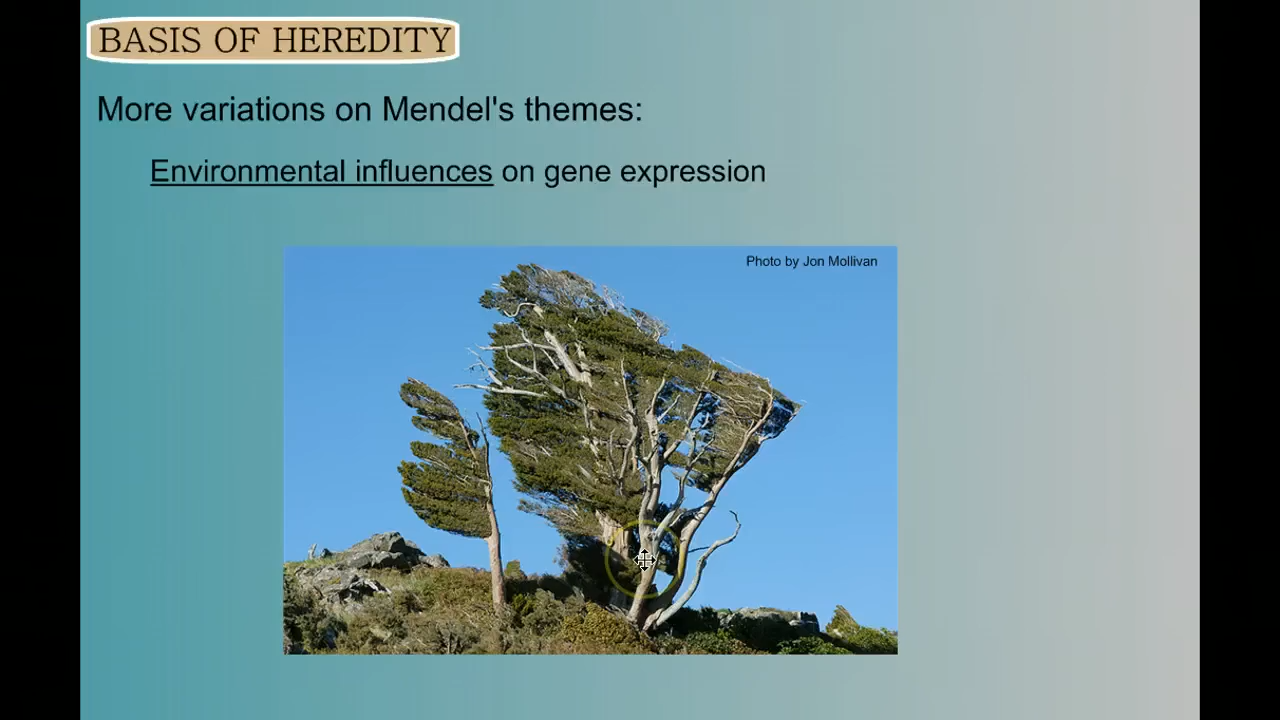 BASIS OF HEREDITY
More variations on Mendel's themes:
Environmental influences on gene expression
Photo by Jon Mollivan